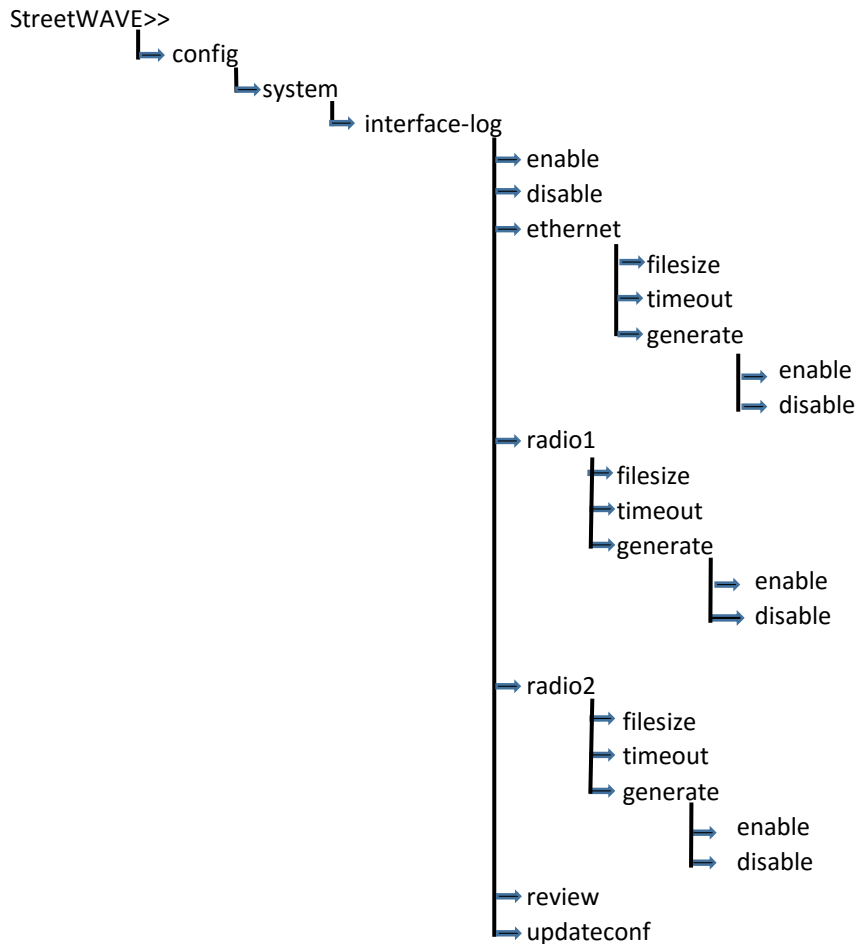 StreetWAVE>>
config
system
interface-log
enable
disable
ethernet
filesize
timeout
generate
enable
disable
radio1
filesize
timeout
generate
enable
disable
radio2
filesize
timeout
generate
enable
disable
review
updateconf